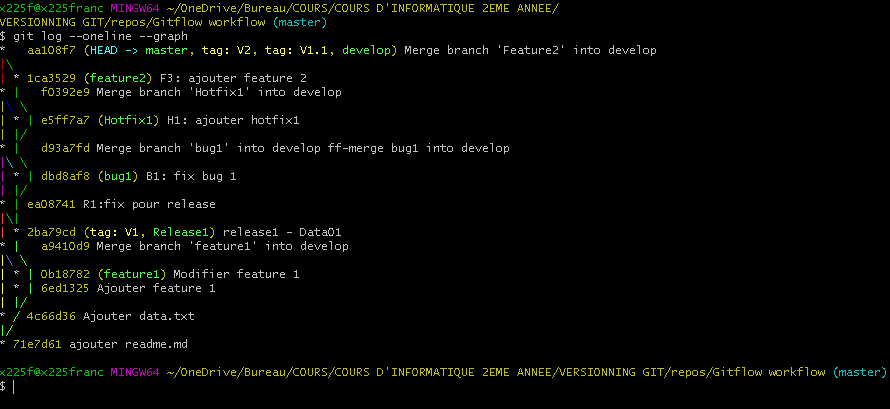 x225f@x225franc MINGW64 ~/OneDrive/Bureau/COURS/COURS D'INFORMATIQUE 2EME ANNEE/
VERSIONNING GIT/repos/Gitflow workflow (master)
$ git log --oneline --graph
*   aa108f7 (HEAD -> master, tag: V2, tag: V1.1, develop) Merge branch 'Feature2' into develop
|\
| * 1ca3529 (feature2) F3: ajouter feature 2
* |   f0392e9 Merge branch 'Hotfix1' into develop
|\ \
| * | e5ff7a7 (Hotfix1) H1: ajouter hotfix1
| |/
* |   d93a7fd Merge branch 'bug1' into develop ff-merge bug1 into develop
|\ \
| * | dbd8af8 (bug1) B1: fix bug 1
| |/
* | ea08741 R1:fix pour release
|\|
| * 2ba79cd (tag: V1, Release1) release1 - Data01
* |   a9410d9 Merge branch 'feature1' into develop
|\ \
| * | 0b18782 (feature1) Modifier feature 1
| * | 6ed1325 Ajouter feature 1
| |/
* / 4c66d36 Ajouter data.txt
|/
* 71e7d61 ajouter readme.md
x225f@x225franc MINGW64 ~/OneDrive/Bureau/COURS/COURS D'INFORMATIQUE 2EME ANNEE/VERSIONNING GIT/repos/Gitflow workflow (master)
$